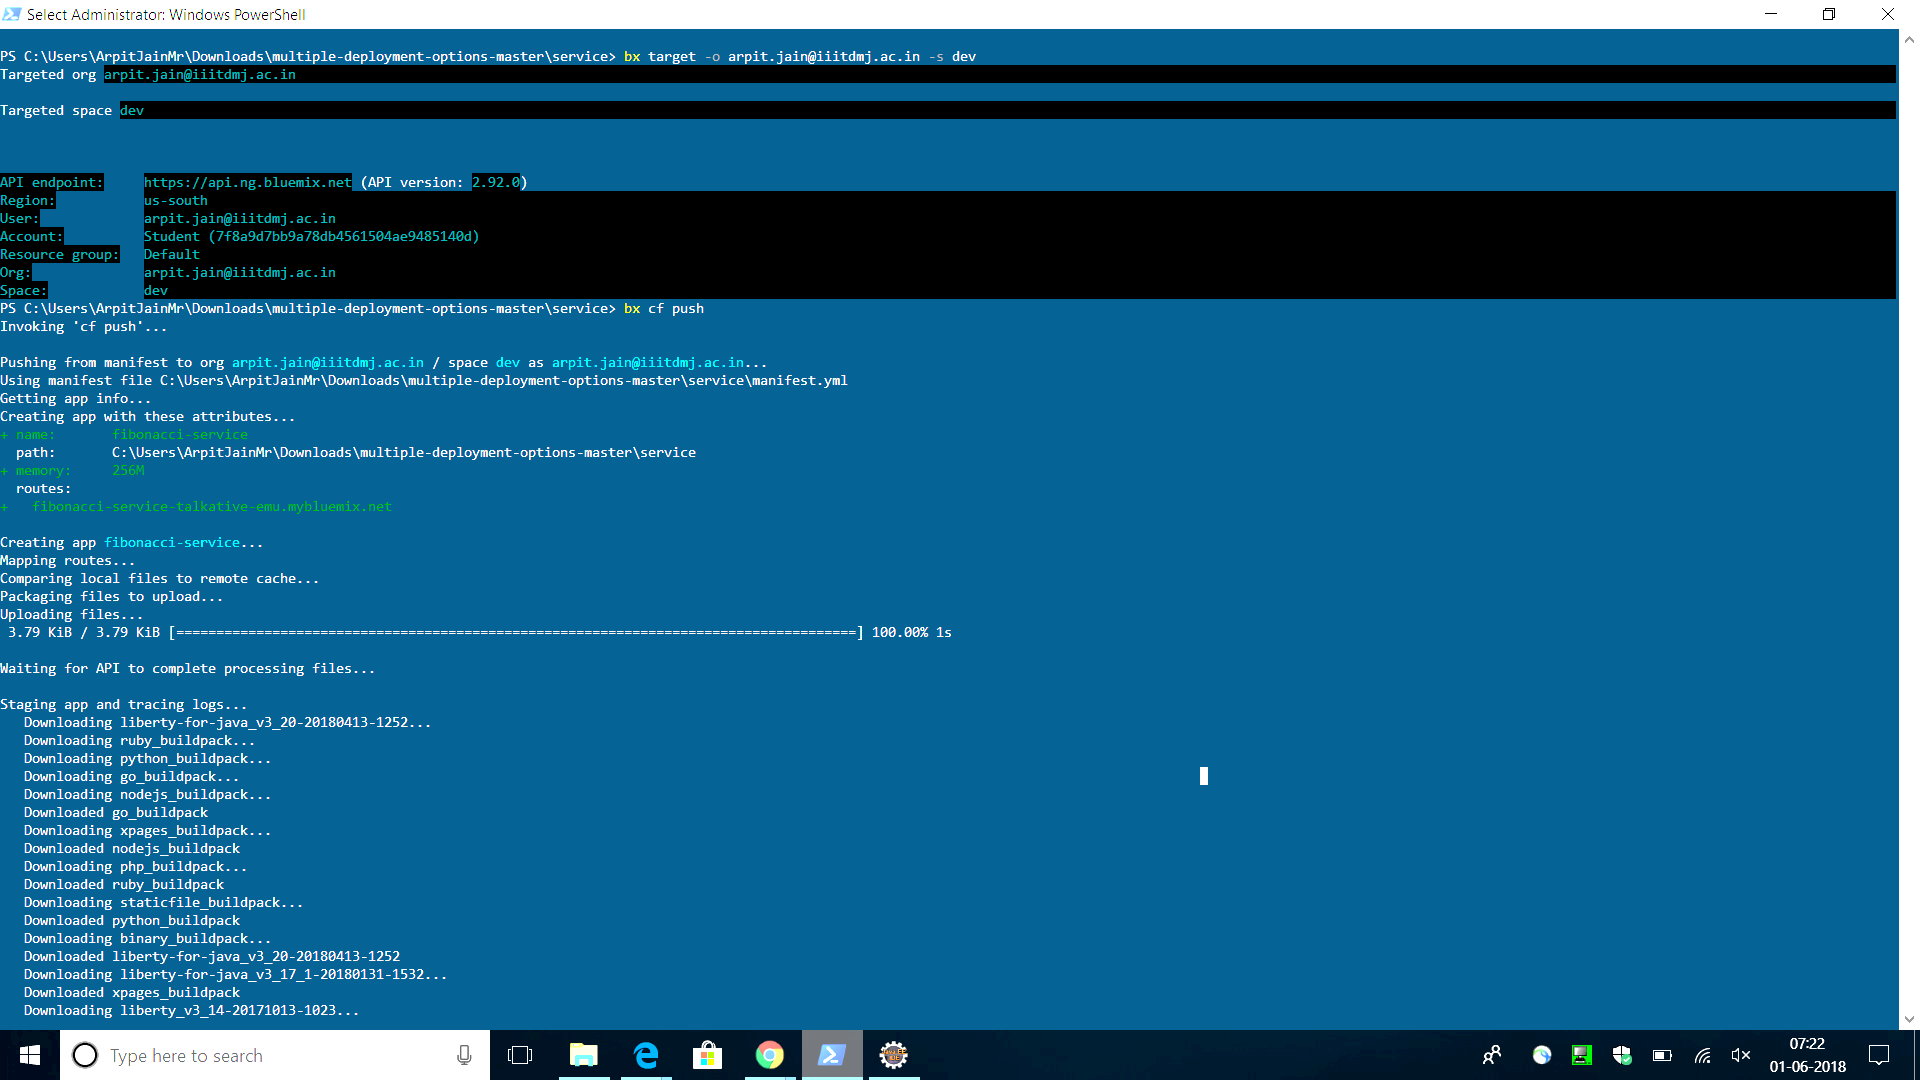 Select Administrator: Windows PowerShell
PS C:\Users\ArpitJainMr\Downloads\multiple-deployment-options-master\service> bx target -o arpit.jain@iiitdmj.ac.in -s dev
Targeted org arpit.jain@iiitdmj.ac.in
Targeted space dev
API endpoint: https://api.ng.bluemix.net (API version: 2.92.0)
Region: us-south
User: arpit.jain@iiitdmj.ac.in
Account: Student (7f8a9d7bb9a78db4561504ae9485140d)
Resource group: Default
Org: arpit.jain@iiitdmj.ac.in
Space: dev
PS C:\Users\ArpitJainMr\Downloads\multiple-deployment-options-master\service> bx cf push
Invoking 'cf push'...
Pushing from manifest to org arpit.jain@iiitdmj.ac.in / space dev as arpit.jain@iiitdmj.ac.in...
Using manifest file C:\Users\ArpitJainMr\Downloads\multiple-deployment-options-master\service\manifest.yml
Getting app info...
Creating app with these attributes...
+ name: fibonacci-service
path: C:\Users\ArpitJainMr\Downloads\multiple-deployment-options-master\service
+ memory: 256M
routes:
+ fibonacci-service-talkative-emu.mybluemix.net
Creating app fibonacci-service...
Mapping routes...
Comparing local files to remote cache...
Packaging files to upload...
Uploading files...
3.79 KiB / 3.79 KiB [=====================================================================================] 100.00% 1s
Waiting for API to complete processing files...
Staging app and tracing logs...
Downloading liberty-for-java_v3_20-20180413-1252...
Downloading ruby_buildpack...
Downloading python_buildpack...
Downloading go_buildpack...
Downloading nodejs_buildpack...
Downloaded go_buildpack
Downloading xpages_buildpack...
Downloaded nodejs_buildpack
Downloading php_buildpack...
Downloaded ruby_buildpack
Downloading staticfile_buildpack...
Downloaded python_buildpack
Downloading binary_buildpack...
Downloaded liberty-for-java_v3_20-20180413-1252
Downloading liberty-for-java_v3_17_1-20180131-1532...
Downloaded xpages_buildpack
Downloading liberty_v3_14-20171013-1023...
Type here to search
07:22
01-06-2018